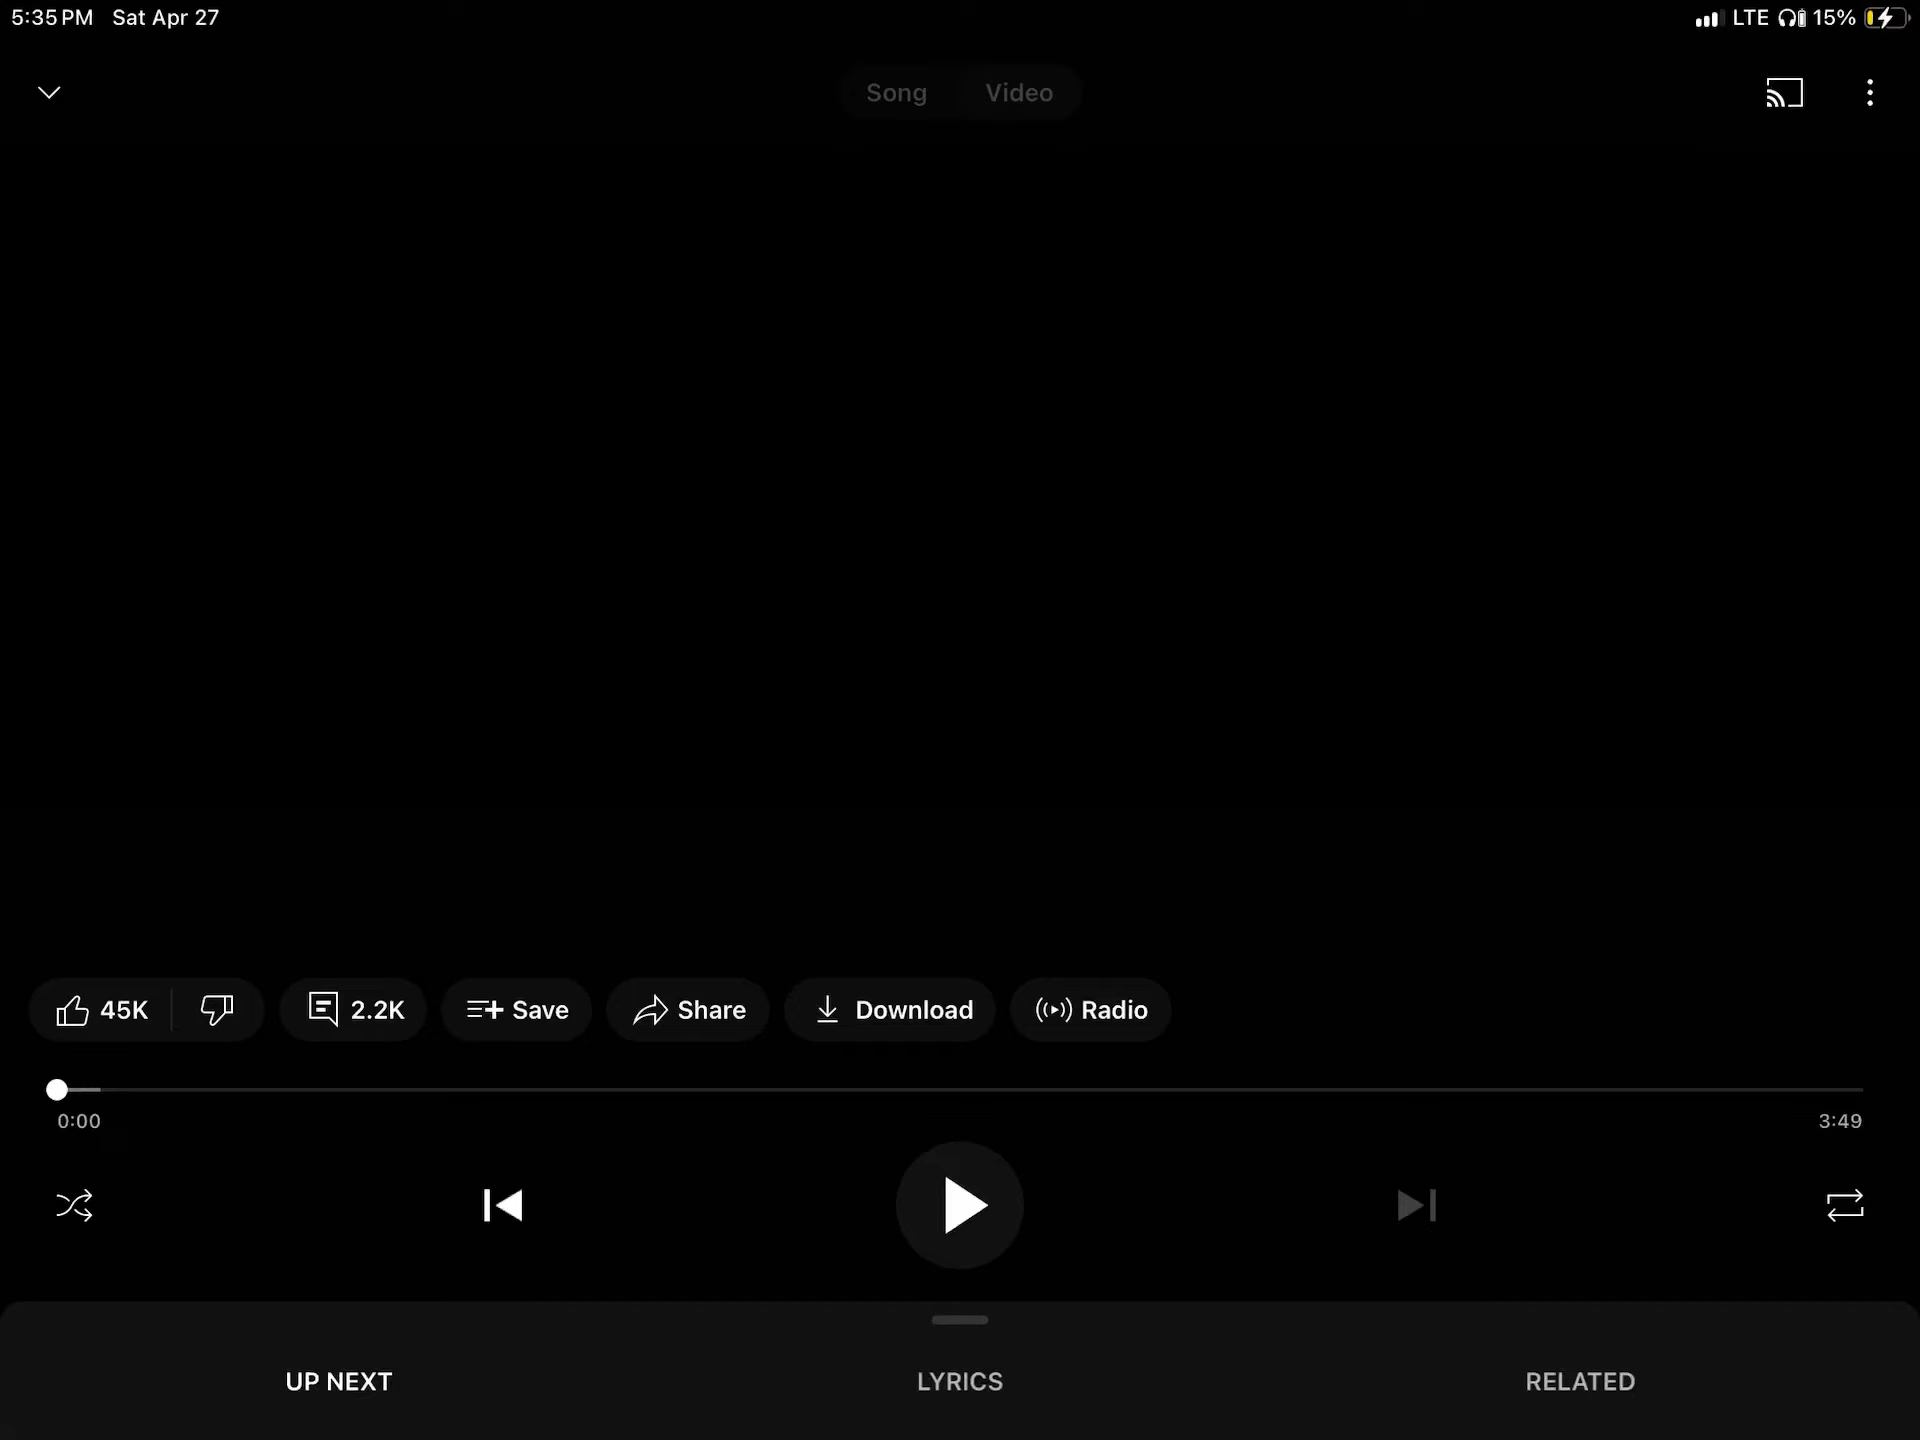 5:35 PM Sat Apr 27 LTE 15%
Song Video
45K 2.2K Save Share Download Radio
0:00 3:49
UP NEXT LYRICS RELATED